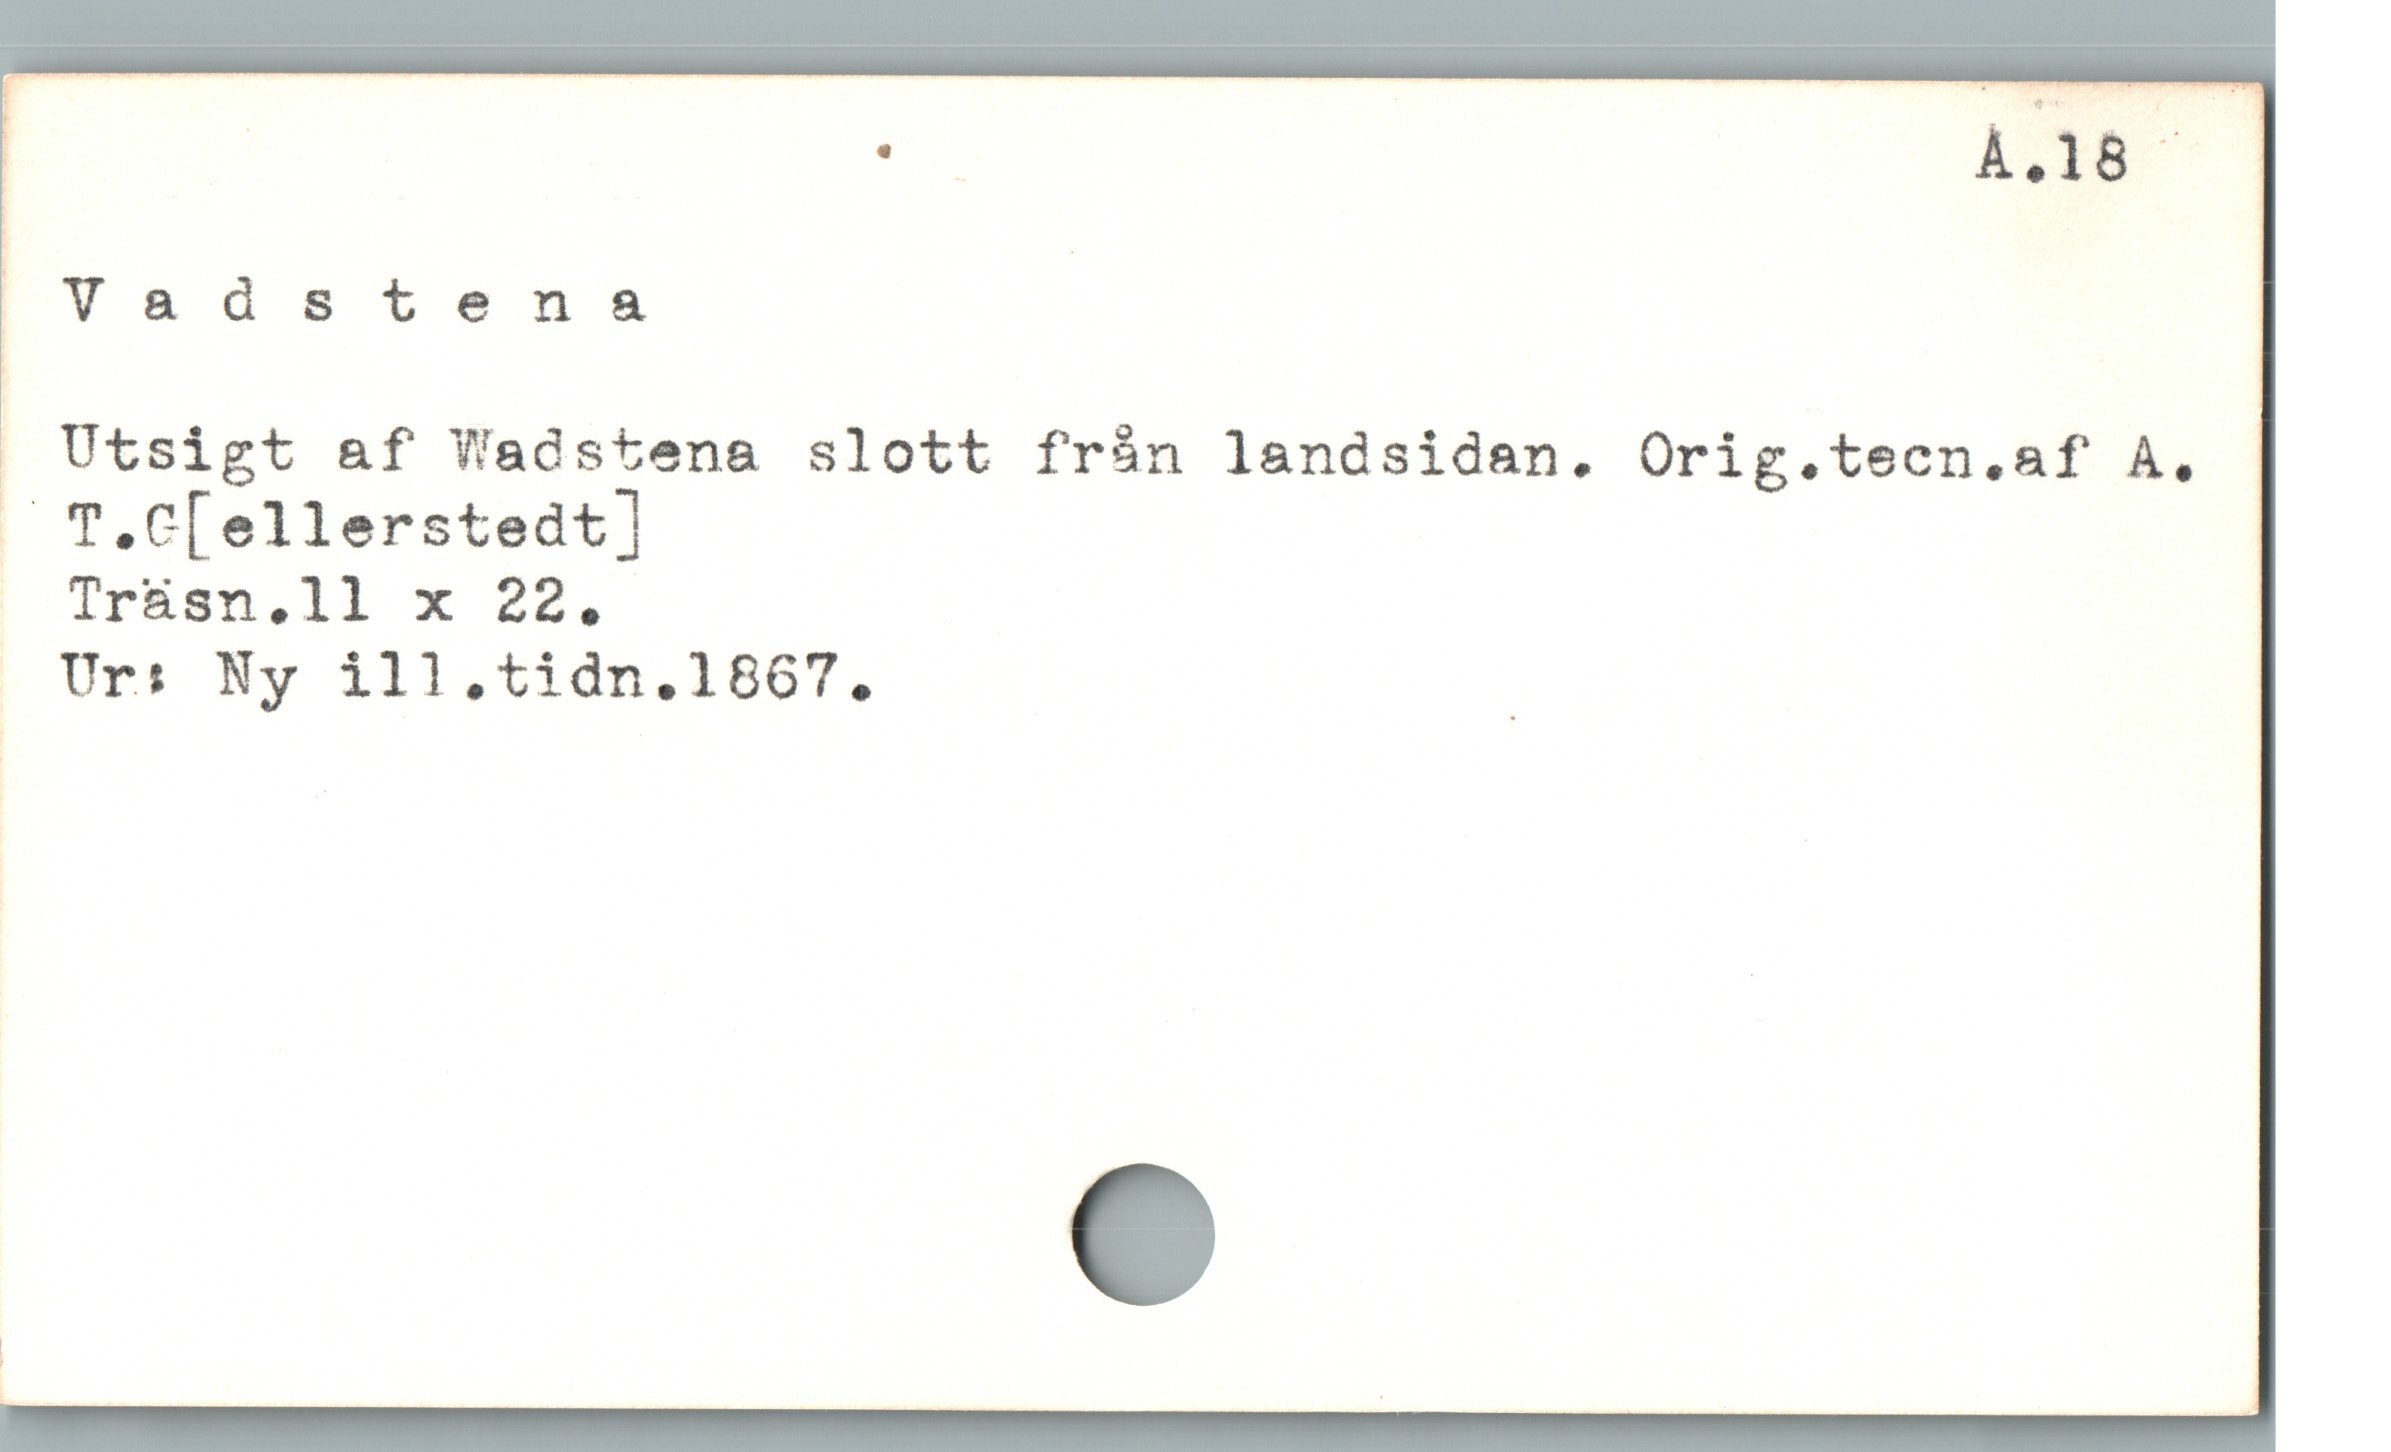 A.18
V a d s t e n a
Utsigt af Wadstena slott från landsidan. Orig.tecn.af A.
T.G[ellerstedt]
Träsn.11 x 22.
Ur: Ny ill.tidn.1867.